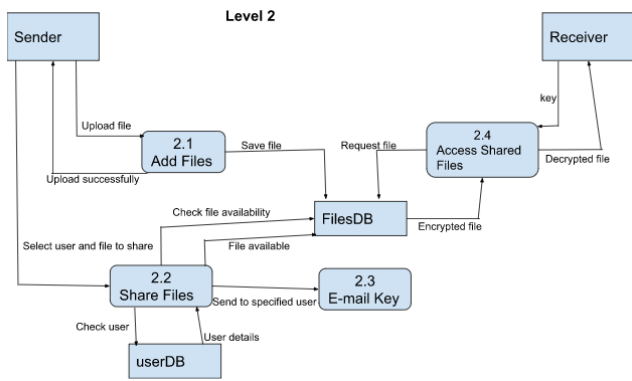 Level 2
Sender
Receiver
key
Upload file
2.1
Add Files
Save file
Request file
2.4
Access Shared
Files
Decrypted file
Upload successfully
Check file availability
FilesDB
Encrypted file
Select user and file to share
File available
2.2
Share Files
Send to specified user
2.3
E-mail Key
Check user
User details
userDB